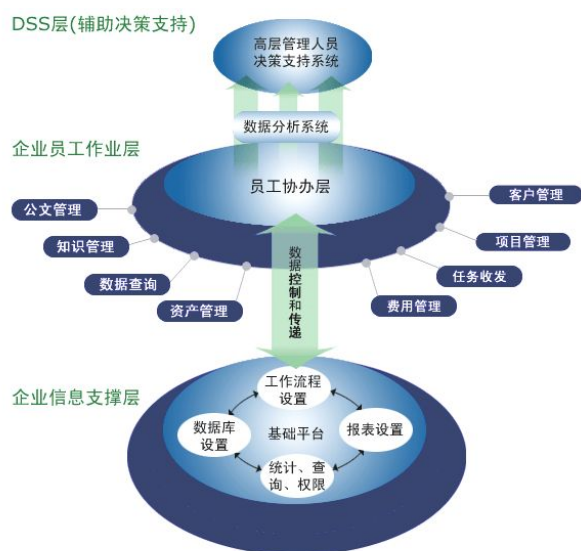 DSS层(辅助决策支持)
高层管理人员
决策支持系统
数据分析系统
企业员工作业层
员工协办层
公文管理
知识管理
数据查询
资产管理
客户管理
项目管理
任务收发
费用管理
数据控制和传递
企业信息支撑层
工作流程
设置
数据库
设置
基础平台
报表设置
统计、查
询、权限